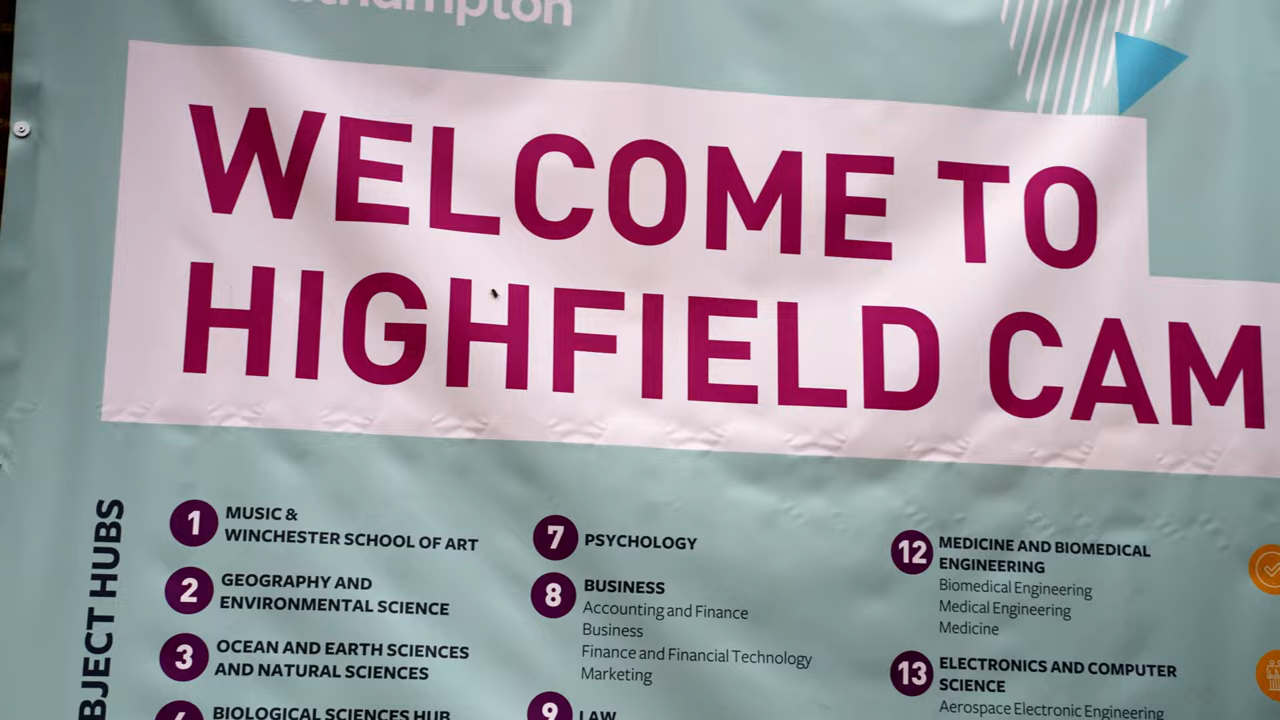 WELCOME TO
HIGHFIELD CAM
SUBJECT HUBS
1 MUSIC &
WINCHESTER SCHOOL OF ART
2 GEOGRAPHY AND
ENVIRONMENTAL SCIENCE
3 OCEAN AND EARTH SCIENCES
AND NATURAL SCIENCES
4 BIOLOGICAL SCIENCES HUB
7 PSYCHOLOGY
8 BUSINESS
Accounting and Finance
Business
Finance and Financial Technology
Marketing
9 LAW
12 MEDICINE AND BIOMEDICAL
ENGINEERING
Biomedical Engineering
Medical Engineering
Medicine
13 ELECTRONICS AND COMPUTER
SCIENCE
Aerospace Electronic Engineering